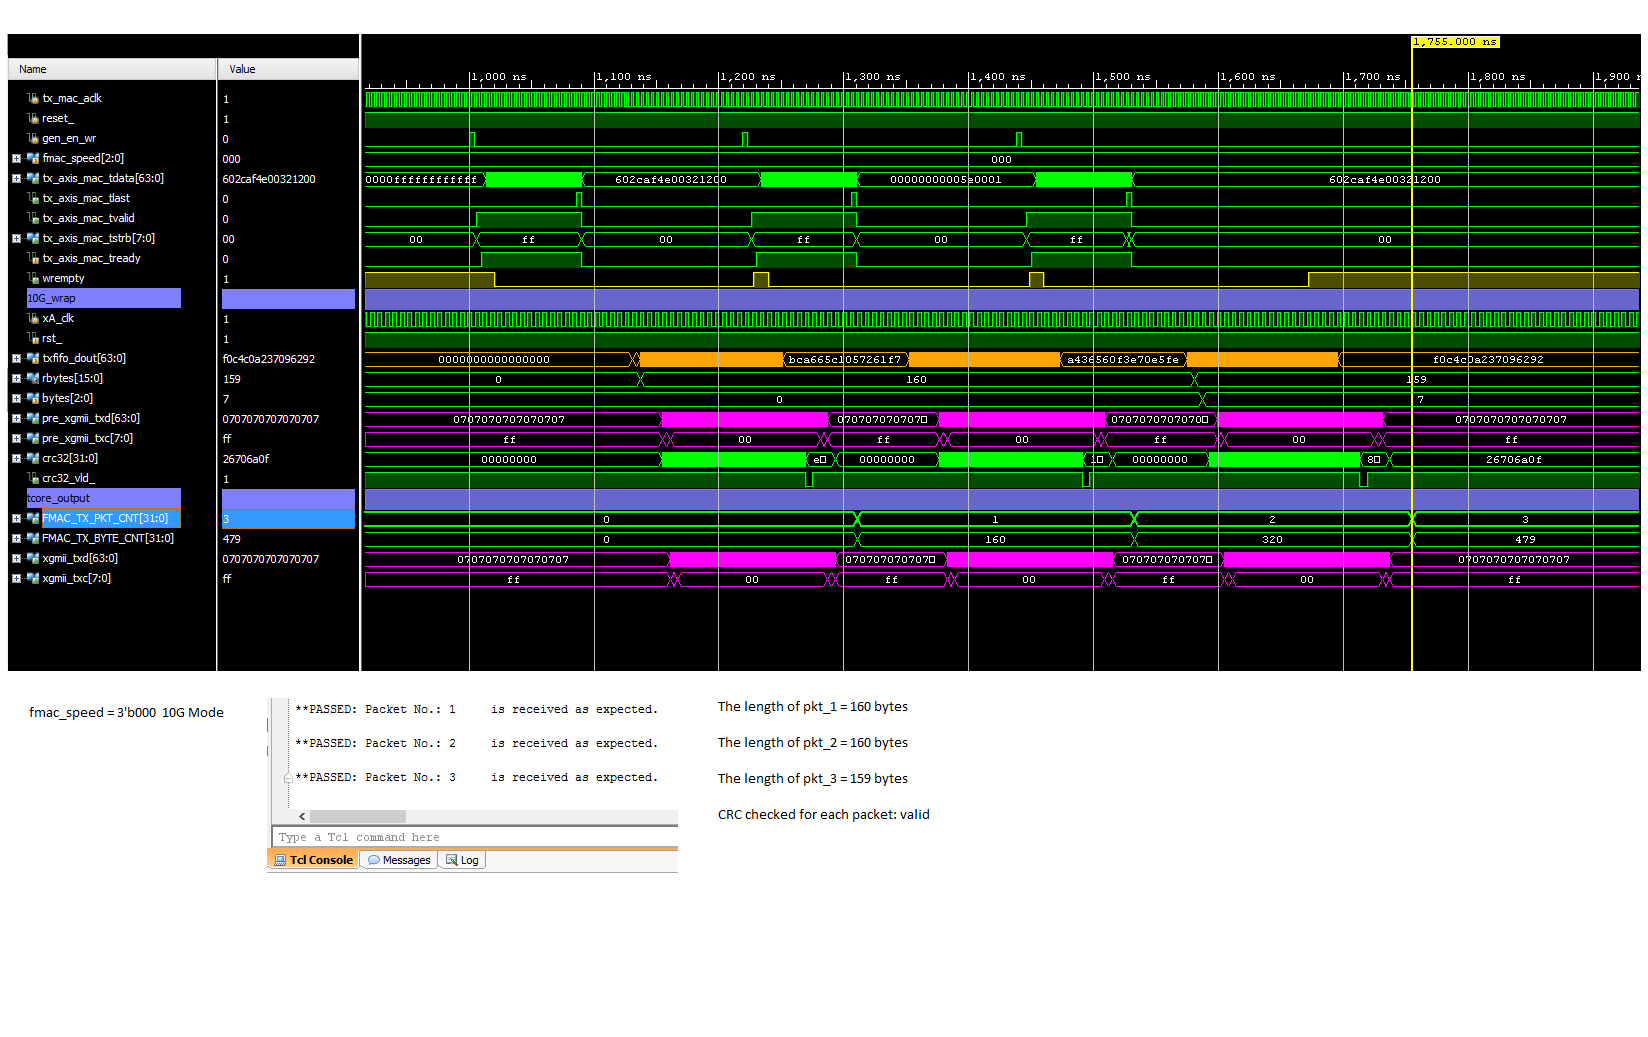 1,755.000 ns
Name Value
1,000 ns 1,100 ns 1,200 ns 1,300 ns 1,400 ns 1,500 ns 1,600 ns 1,700 ns 1,800 ns 1,900 n
tx_mac_aclk 1
reset_ 1
gen_en_wr 0
fmac_speed[2:0] 000 000
tx_axis_mac_tdata[63:0] 602caf4e00321200 0000ffffffffffff 602caf4e00321200 00000000005e0001 602caf4e00321200
tx_axis_mac_tlast 0
tx_axis_mac_tvalid 0
tx_axis_mac_tstrb[7:0] 00 00 ff 00 ff 00 ff 00
tx_axis_mac_tready 0
wrempty 1
10G_wrap
xA_clk 1
rst_ 1
txfifo_dout[63:0] f0c4c0a237096292 0000000000000000 bca665c1057261f7 a436560f3e70e5fe f0c4c0a237096292
rbytes[15:0] 159 0 160 159
bytes[2:0] 7 0 7
pre_xgmii_txd[63:0] 0707070707070707 0707070707070707 070707070707□ 070707070707 0□ 0707070707070707
pre_xgmii_txc[7:0] ff ff 00 ff 00 ff 00 ff
crc32[31:0] 26706a0f 00000000 e□ 00000000 1□ 00000000 8□ 26706a0f
crc32_vld_ 1
tcore_output
FMAC_TX_PKT_CNT[31:0] 3 0 1 2 3
FMAC_TX_BYTE_CNT[31:0] 479 0 160 320 479
xgmii_txd[63:0] 0707070707070707 0707070707070707 070707070707□ 070707070707□ 0707070707070707
xgmii_txc[7:0] ff ff 00 ff 00 ff 00 ff
fmac_speed = 3'b000 10G Mode
**PASSED: Packet No.: 1 is received as expected.
**PASSED: Packet No.: 2 is received as expected.
**PASSED: Packet No.: 3 is received as expected.
Type a Tcl command here
Tcl Console Messages Log
The length of pkt_1 = 160 bytes
The length of pkt_2 = 160 bytes
The length of pkt_3 = 159 bytes
CRC checked for each packet: valid